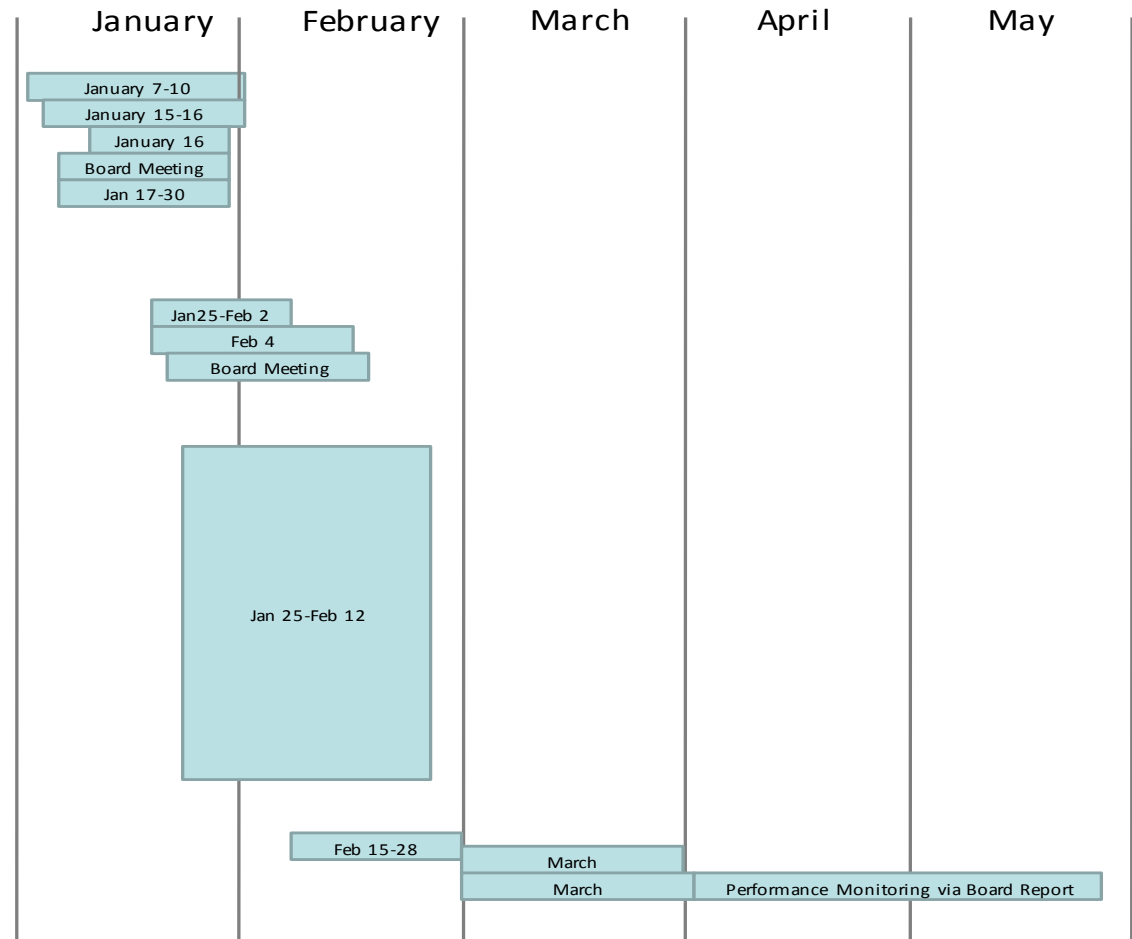 January February March April May
January 7-10
January 15-16
January 16
Board Meeting
Jan 17-30
Jan25-Feb 2
Feb 4
Board Meeting
Jan 25-Feb 12
Feb 15-28
March
March Performance Monitoring via Board Report